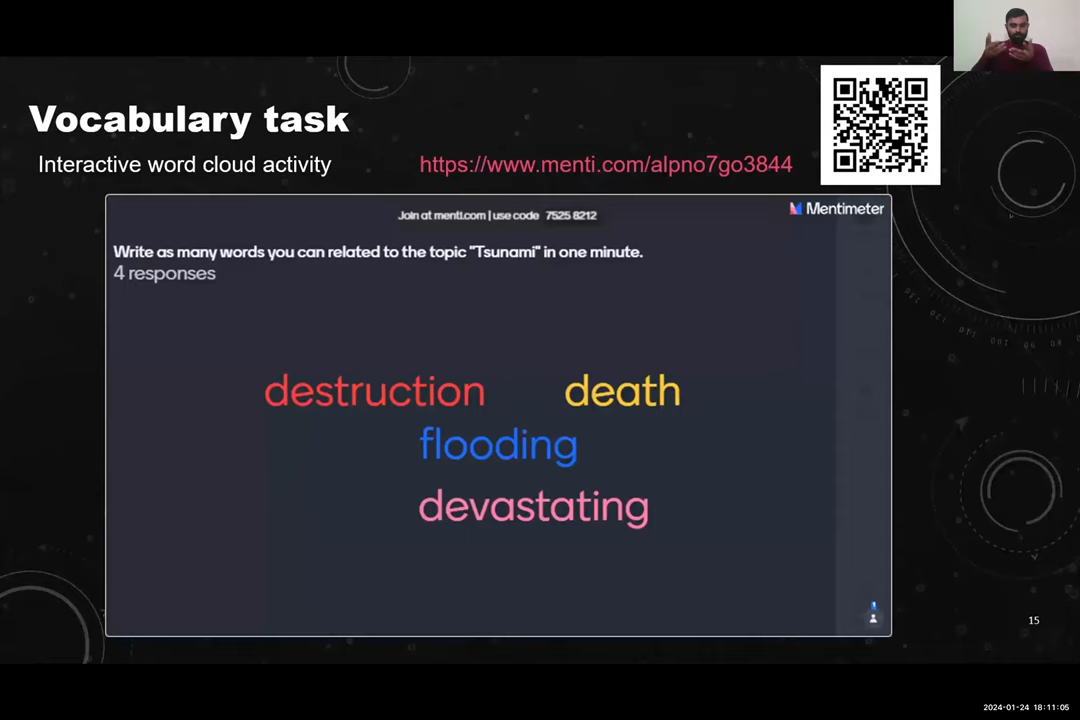 Vocabulary task
Interactive word cloud activity
https://www.menti.com/alpno7go3844
Join at menti.com | use code 7525 8212
Mentimeter
Write as many words you can related to the topic "Tsunami" in one minute.
4 responses
destruction death
flooding
devastating
15
2024-01-24 18:11:05